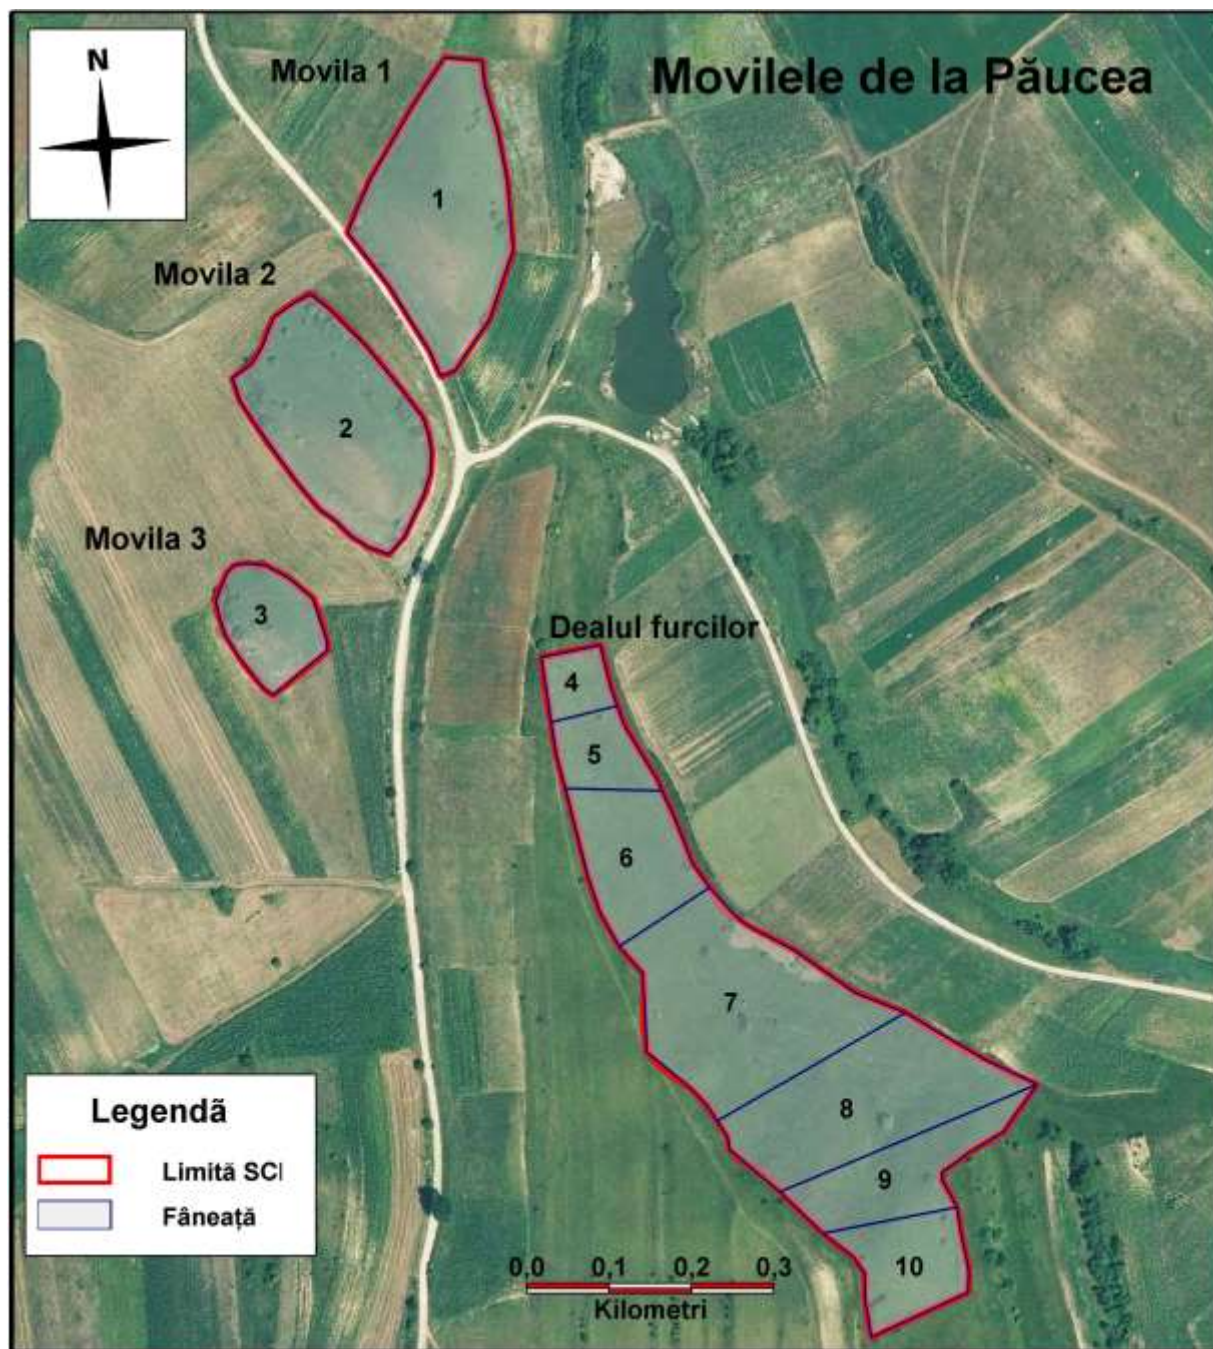 N
Movila 1
Movilele de la Păucea
1
Movila 2
2
Movila 3
3
Dealul furcilor
4
5
6
7
8
9
10
Legendă
Limită SCI
Fâneață
0,0 0,1 0,2 0,3
Kilometri